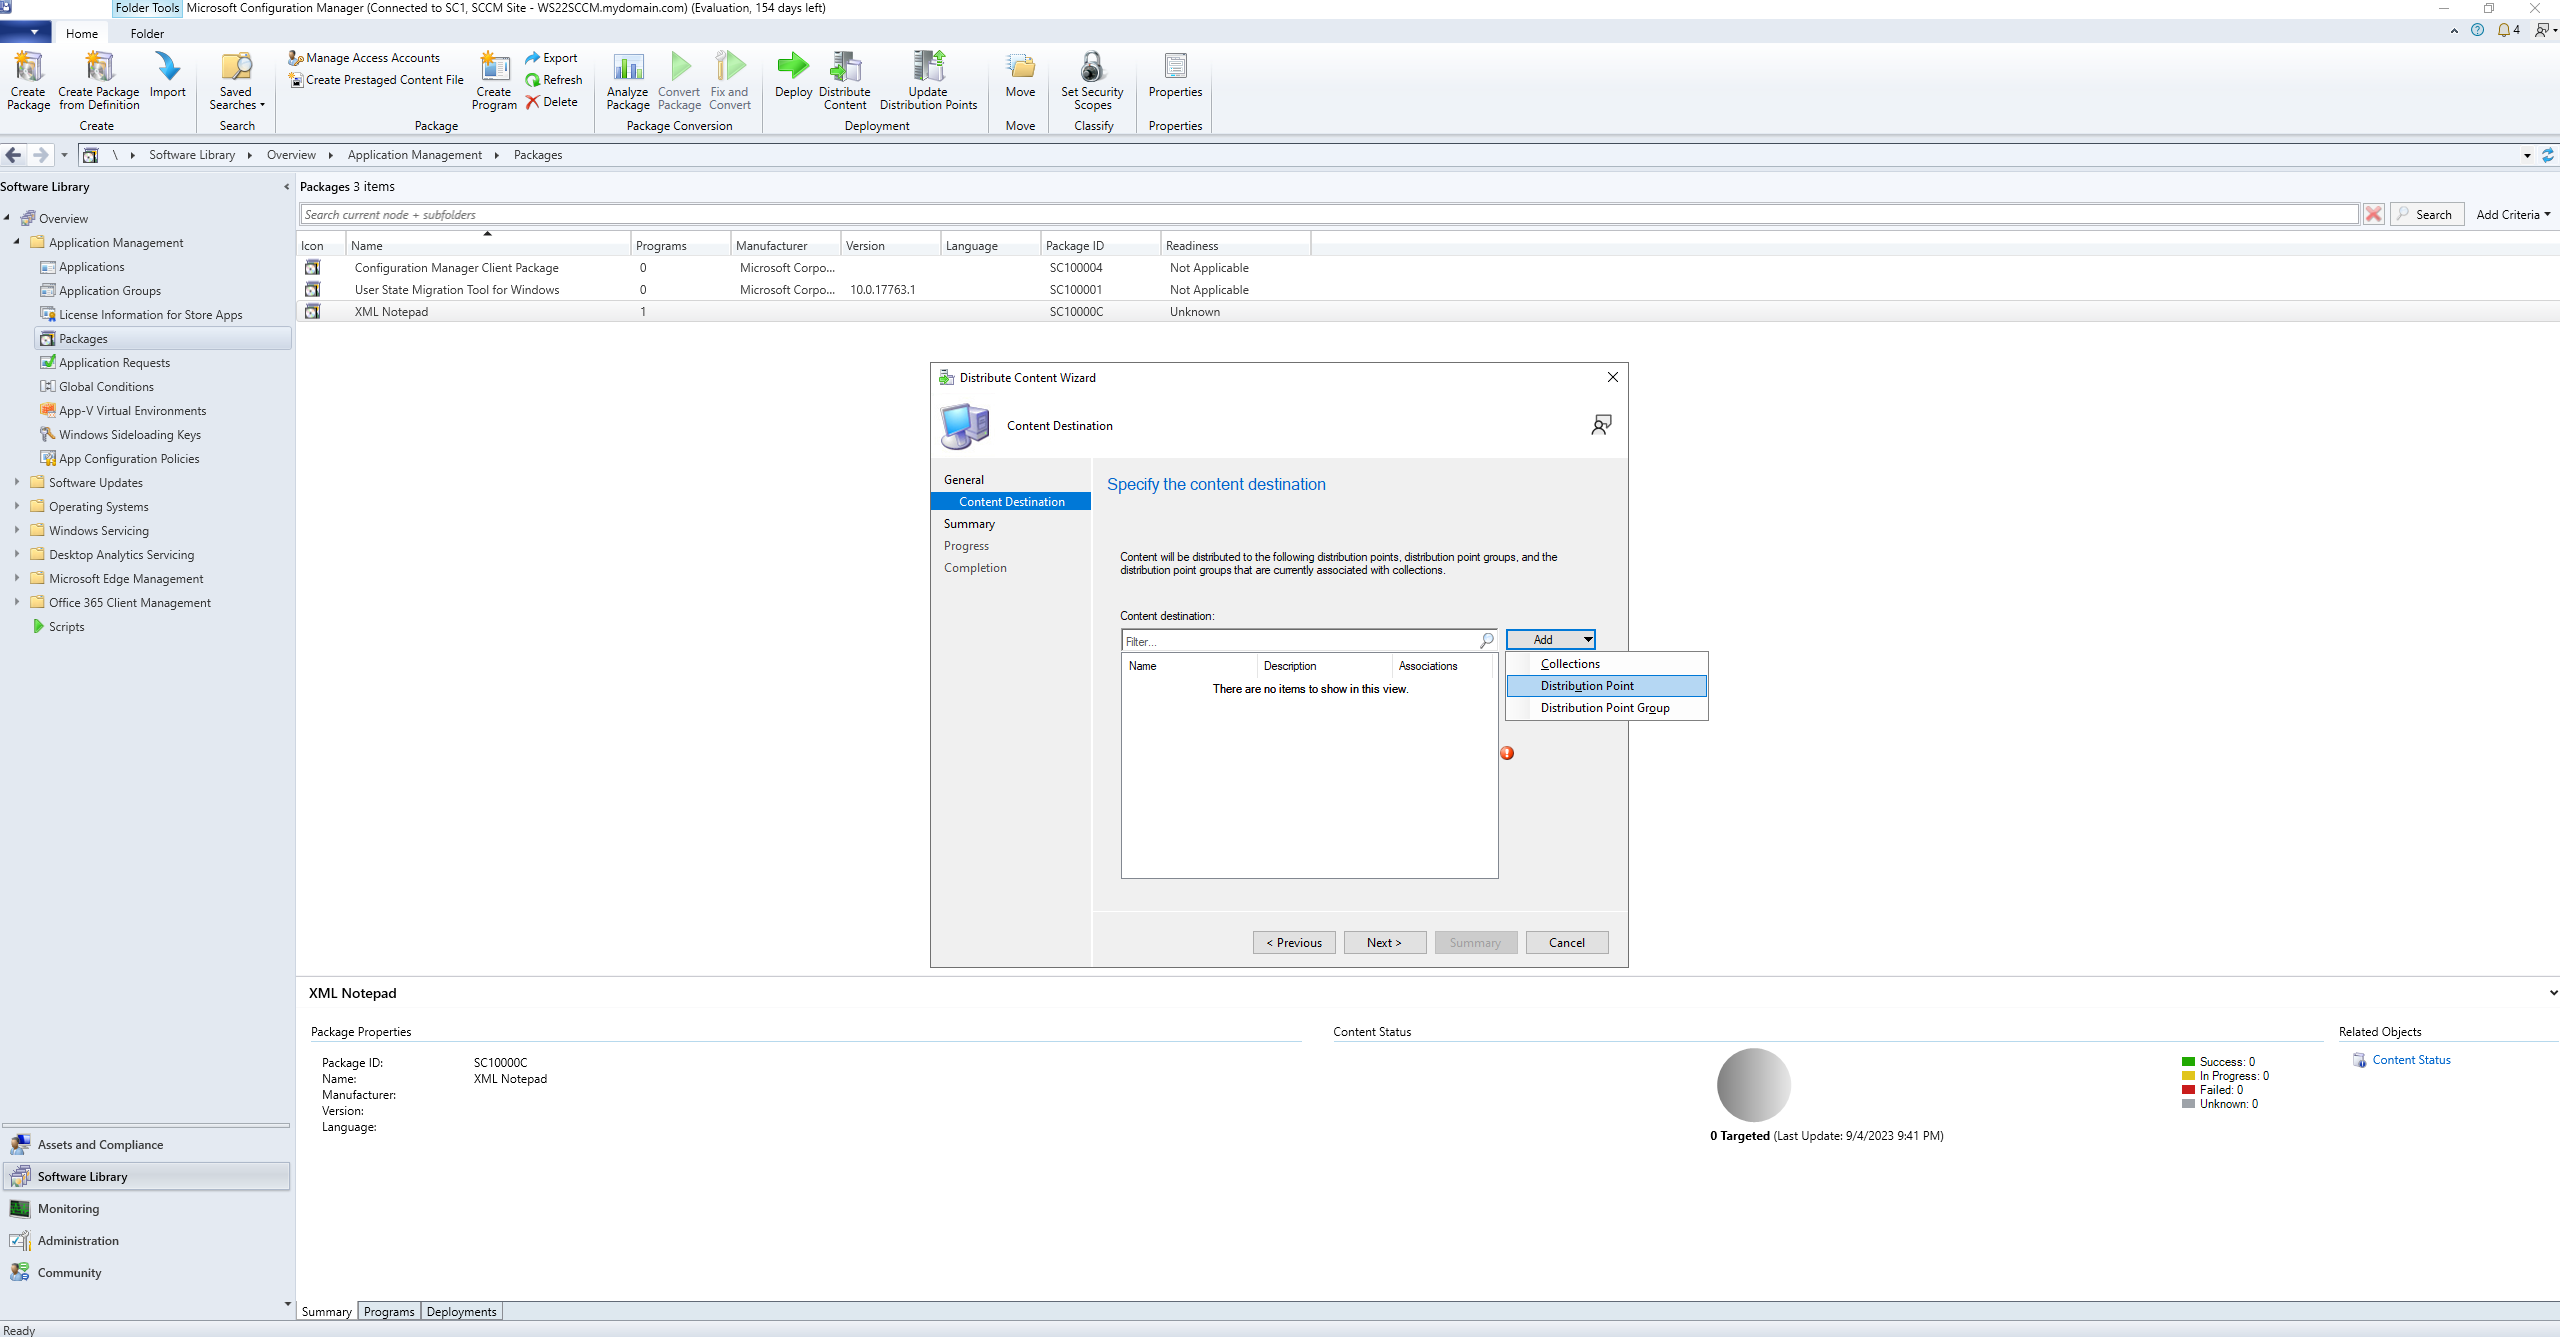 Folder Tools Microsoft Configuration Manager (Connected to SC1, SCCM Site - WS22SCCM.mydomain.com) (Evaluation, 154 days left)
Home Folder
4
Create Package
Create Package from Definition
Import
Create
Saved Searches
Search
Manage Access Accounts
Create Prestaged Content File
Create Program
Export
Refresh
Delete
Package
Analyze Package
Convert Package
Fix and Convert
Package Conversion
Deploy
Distribute Content
Update Distribution Points
Deployment
Move
Move
Set Security Scopes
Classify
Properties
Properties
\ Software Library Overview Application Management Packages
Software Library
Overview
Application Management
Applications
Application Groups
License Information for Store Apps
Packages
Application Requests
Global Conditions
App-V Virtual Environments
Windows Sideloading Keys
App Configuration Policies
Software Updates
Operating Systems
Windows Servicing
Desktop Analytics Servicing
Microsoft Edge Management
Office 365 Client Management
Scripts
Assets and Compliance
Software Library
Monitoring
Administration
Community
Packages 3 items
Search current node + subfolders
Search
Add Criteria
Icon Name Programs Manufacturer Version Language Package ID Readiness
Configuration Manager Client Package 0 Microsoft Corpo... SC100004 Not Applicable
User State Migration Tool for Windows 0 Microsoft Corpo... 10.0.17763.1 SC100001 Not Applicable
XML Notepad 1 SC10000C Unknown
Distribute Content Wizard
Content Destination
General
Content Destination
Summary
Progress
Completion
Specify the content destination
Content will be distributed to the following distribution points, distribution point groups, and the
distribution point groups that are currently associated with collections.
Content destination:
Filter...
Add
Collections
Distribution Point
Distribution Point Group
Name Description Associations
There are no items to show in this view.
< Previous Next > Summary Cancel
XML Notepad
Package Properties
Package ID: SC10000C
Name: XML Notepad
Manufacturer:
Version:
Language:
Content Status
Success: 0
In Progress: 0
Failed: 0
Unknown: 0
0 Targeted (Last Update: 9/4/2023 9:41 PM)
Related Objects
Content Status
Summary Programs Deployments
Ready